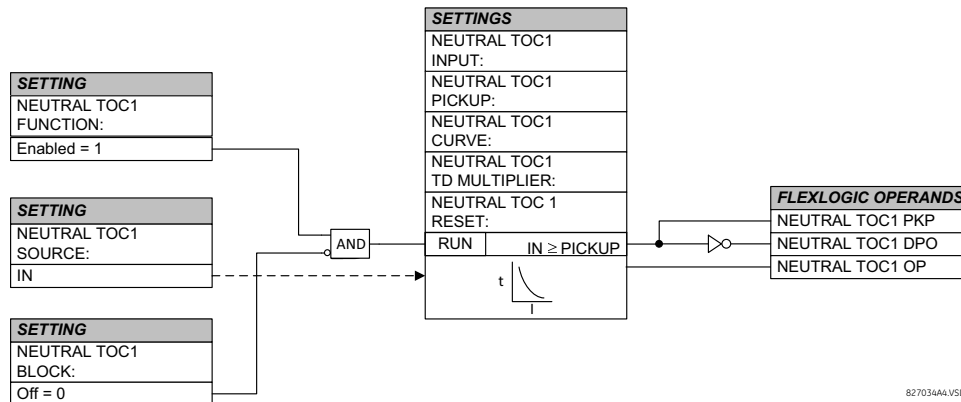 SETTING
NEUTRAL TOC1
FUNCTION:
Enabled = 1
SETTING
NEUTRAL TOC1
SOURCE:
IN
SETTING
NEUTRAL TOC1
BLOCK:
Off = 0
AND
SETTINGS
NEUTRAL TOC1
INPUT:
NEUTRAL TOC1
PICKUP:
NEUTRAL TOC1
CURVE:
NEUTRAL TOC1
TD MULTIPLIER:
NEUTRAL TOC 1
RESET:
RUN IN ≥ PICKUP
t
I
FLEXLOGIC OPERANDS
NEUTRAL TOC1 PKP
NEUTRAL TOC1 DPO
NEUTRAL TOC1 OP
827034A4.VSD